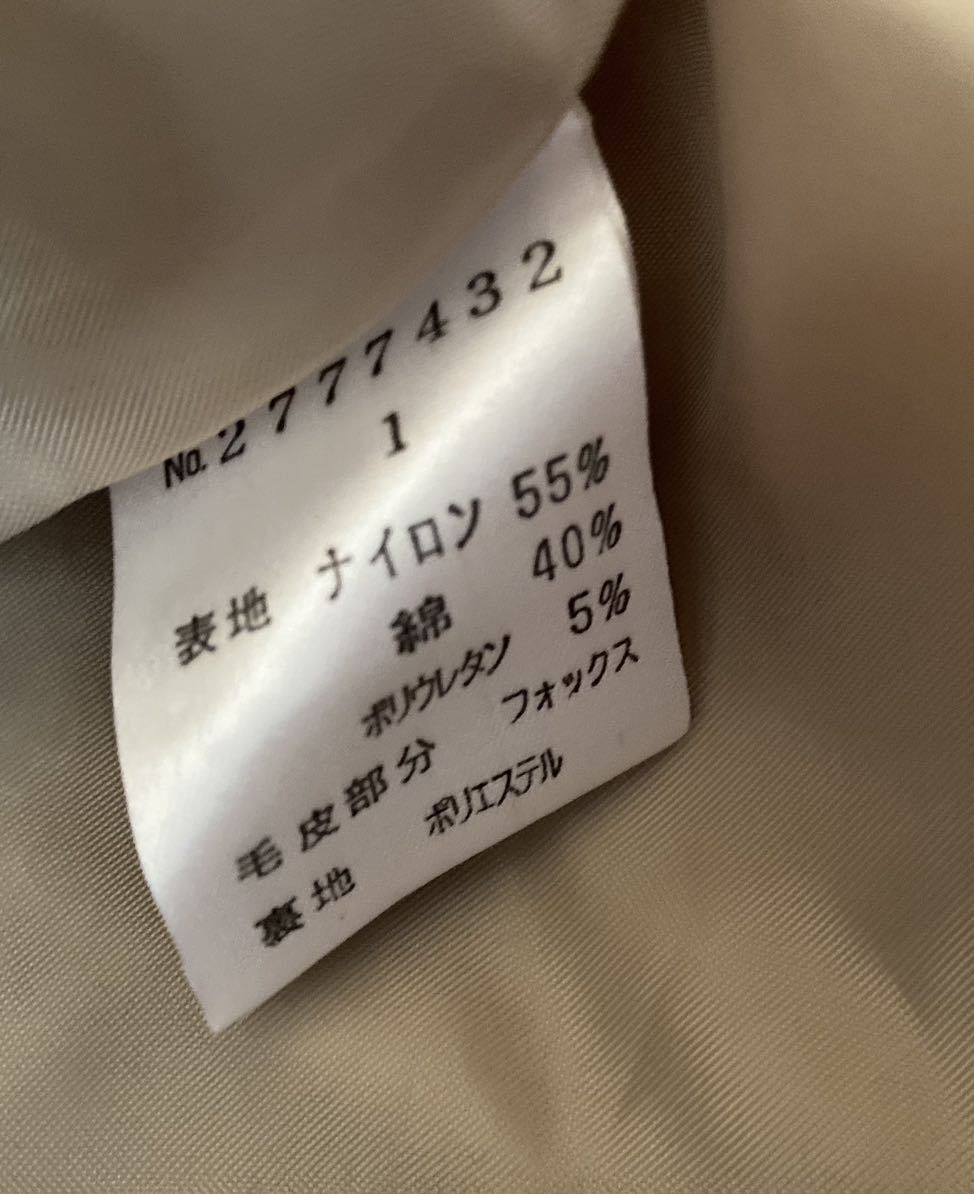 No. 2777432
1
表地 ナイロン 55%
綿 40%
ポリウレタン 5%
毛皮部分 フォックス
裏地 ポリエステル